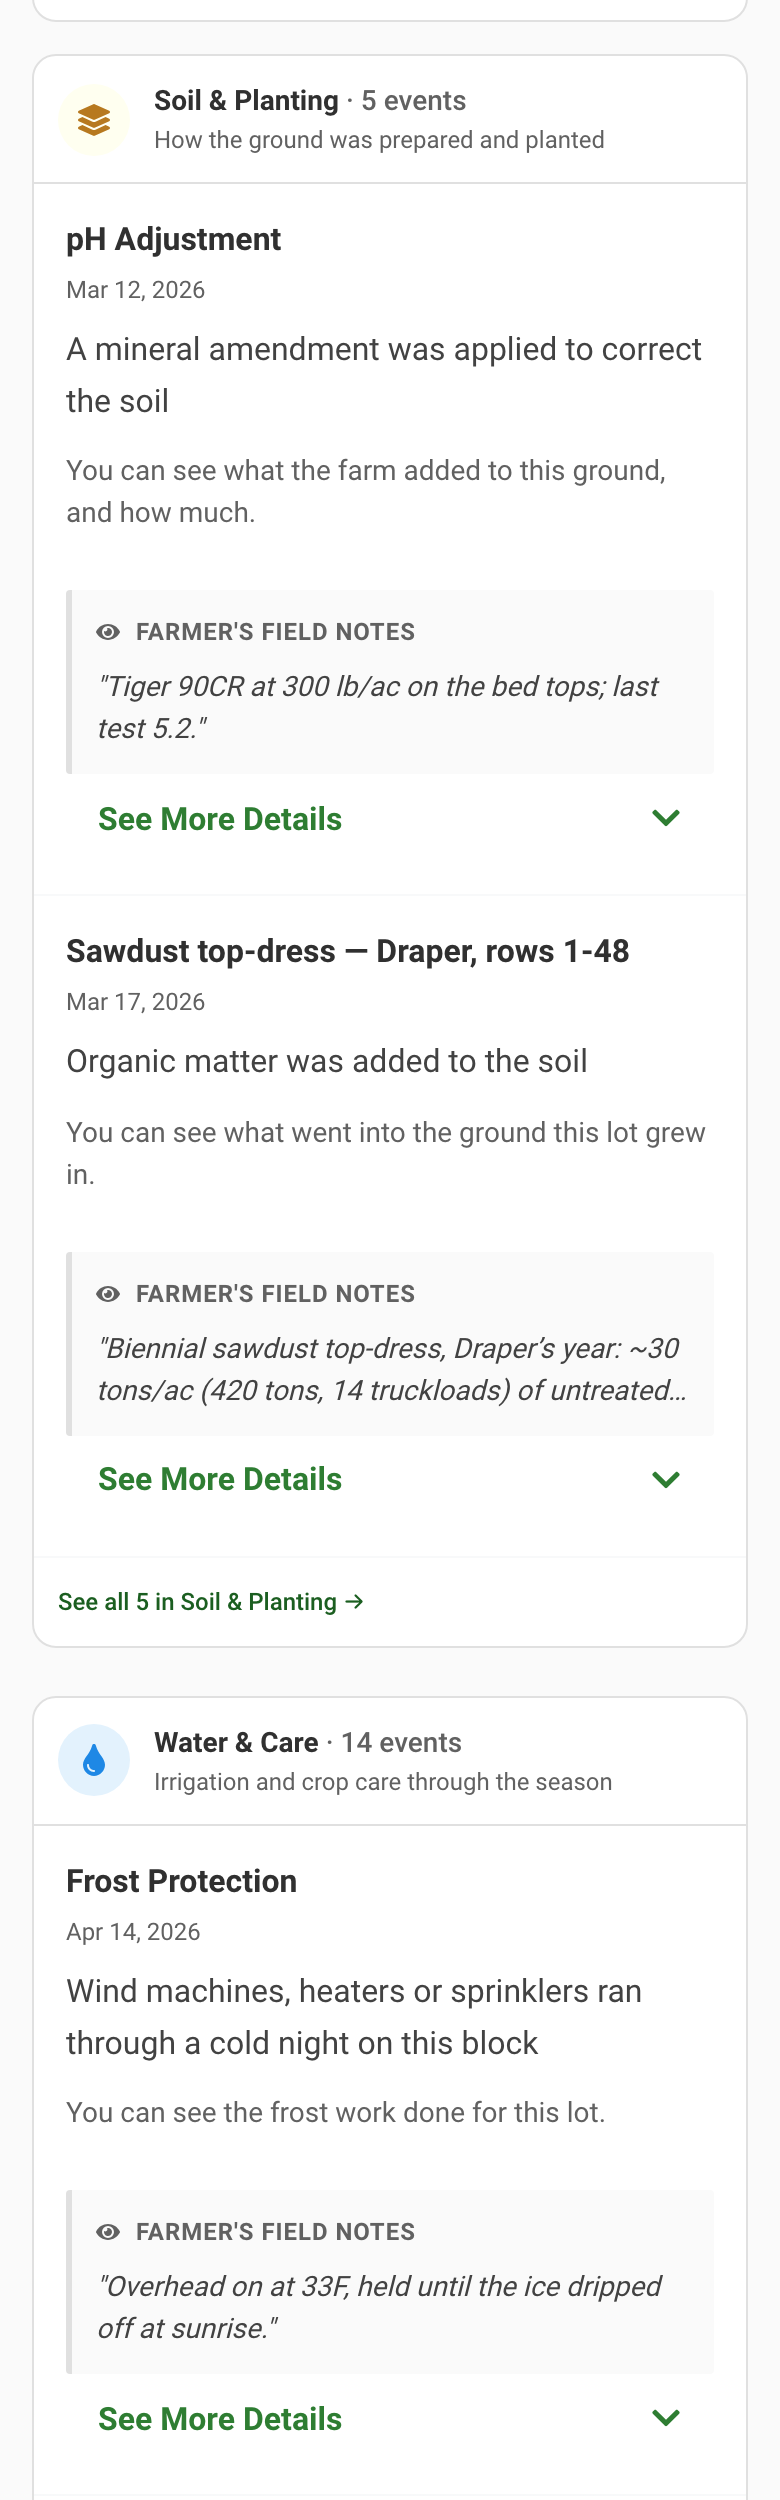 Soil & Planting · 5 events
How the ground was prepared and planted
pH Adjustment
Mar 12, 2026
A mineral amendment was applied to correct
the soil
You can see what the farm added to this ground,
and how much.
FARMER'S FIELD NOTES
"Tiger 90CR at 300 lb/ac on the bed tops; last
test 5.2."
See More Details
Sawdust top-dress — Draper, rows 1-48
Mar 17, 2026
Organic matter was added to the soil
You can see what went into the ground this lot grew
in.
FARMER'S FIELD NOTES
"Biennial sawdust top-dress, Draper’s year: ~30
tons/ac (420 tons, 14 truckloads) of untreated…
See More Details
See all 5 in Soil & Planting →
Water & Care · 14 events
Irrigation and crop care through the season
Frost Protection
Apr 14, 2026
Wind machines, heaters or sprinklers ran
through a cold night on this block
You can see the frost work done for this lot.
FARMER'S FIELD NOTES
"Overhead on at 33F, held until the ice dripped
off at sunrise."
See More Details